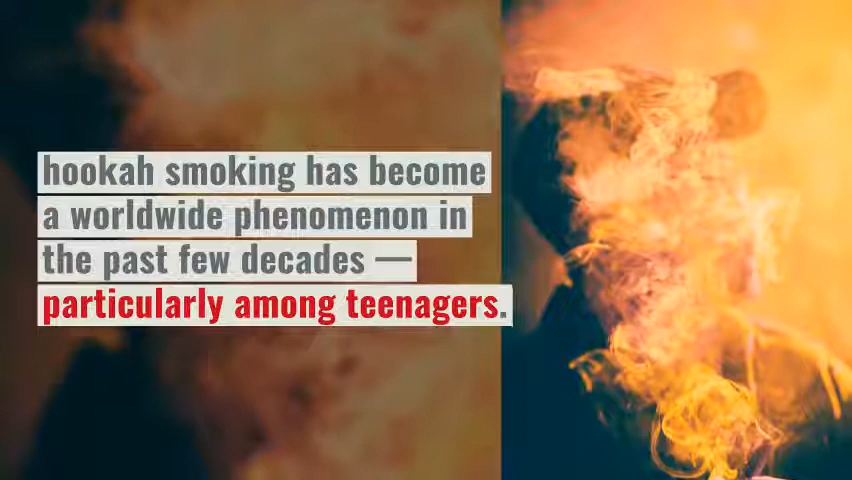 hookah smoking has become
a worldwide phenomenon in
the past few decades —
particularly among teenagers.